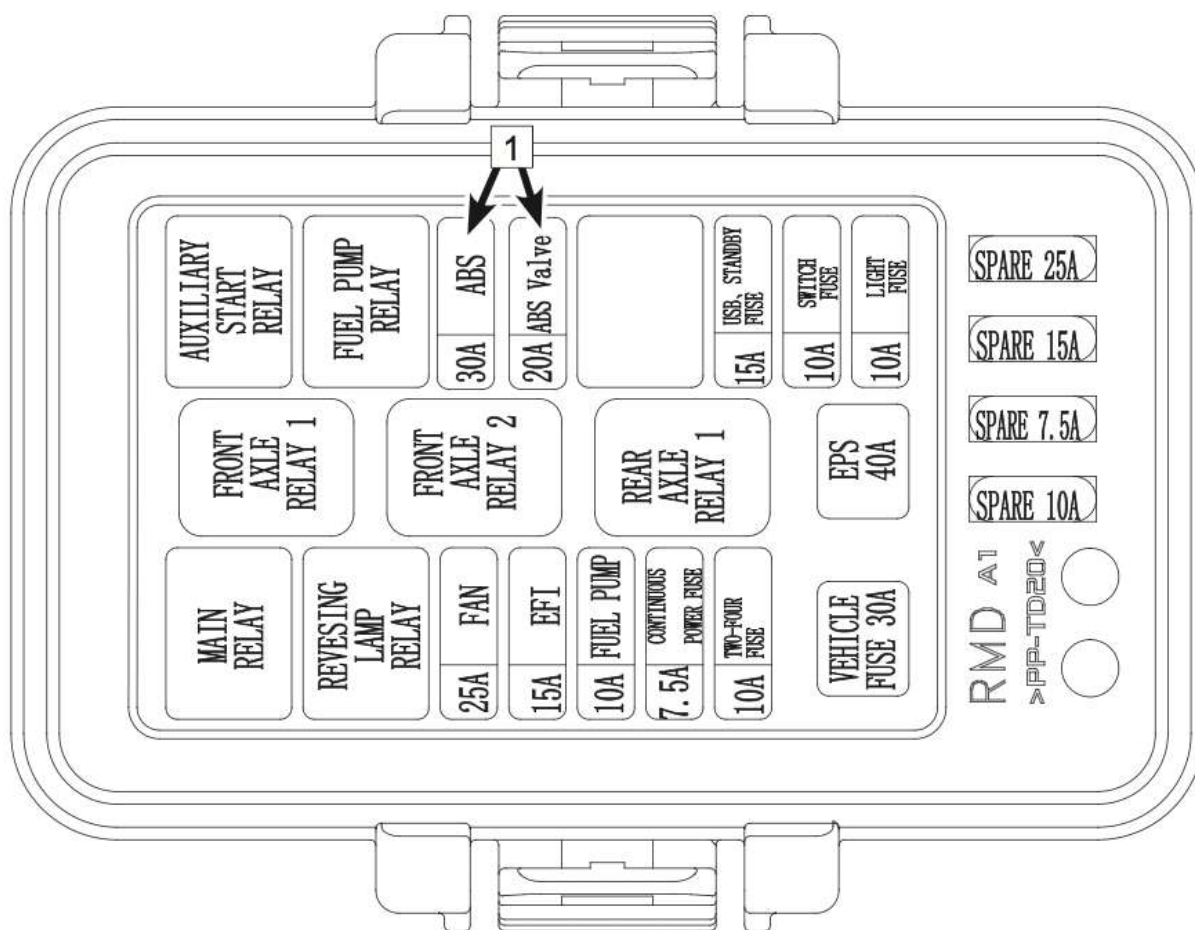 1
AUXILIARY
START
RELAY
FUEL PUMP
RELAY
ABS
30A
ABS Valve
20A
USB、STANDBY
FUSE
15A
SWITCH
FUSE
10A
LIGHT
FUSE
10A
SPARE 25A
SPARE 15A
SPARE 7.5A
SPARE 10A
FRONT
AXLE
RELAY 1
FRONT
AXLE
RELAY 2
REAR
AXLE
RELAY 1
EPS
40A
MAIN
RELAY
REVESING
LAMP
RELAY
FAN
25A
EFI
15A
FUEL PUMP
10A
CONTINUOUS
POWER FUSE
7.5A
TWO-FOUR
FUSE
10A
VEHICLE
FUSE 30A
RMD A1
>PP-TD20<